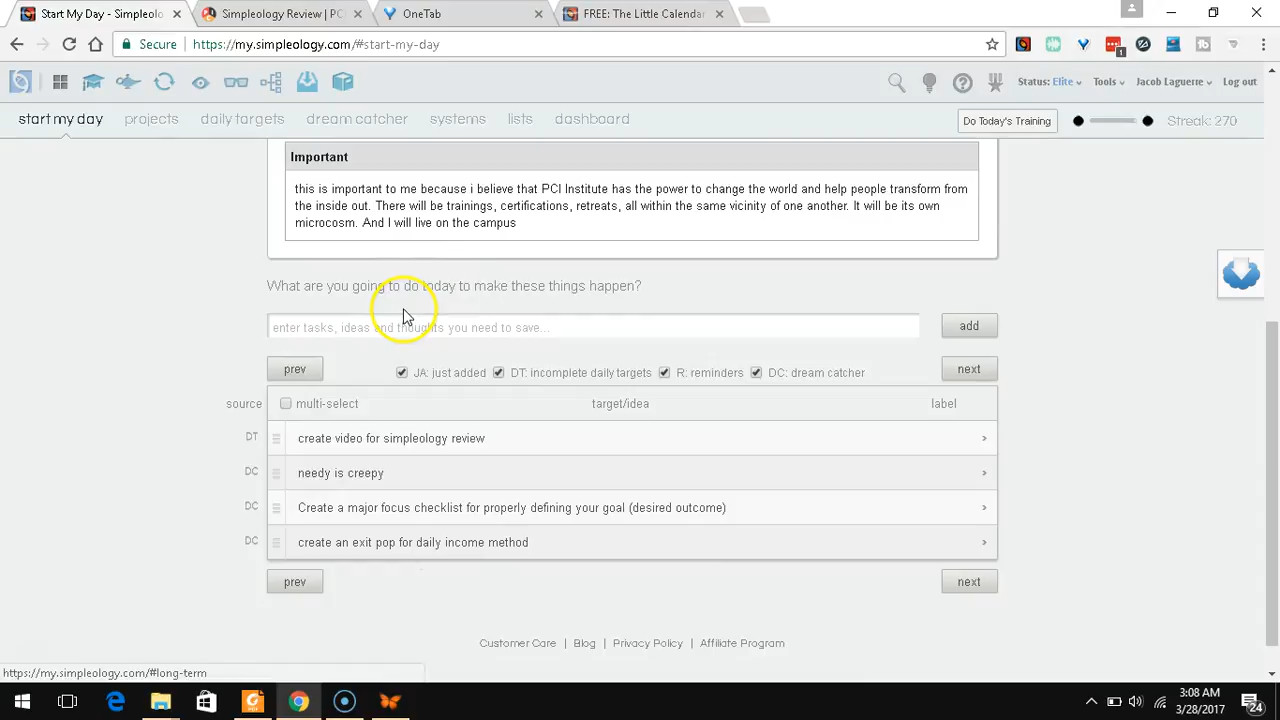 Start My Day - Simpleolo
Simpleology Review | PC
OneTab
FREE: The Little Calenda
Secure
https://my.simpleology.com/#start-my-day
1
Status: Elite
Tools
Jacob Laguerre
Log out
start my day
projects
daily targets
dream catcher
systems
lists
dashboard
Do Today's Training
Streak: 270
Important
this is important to me because i believe that PCI Institute has the power to change the world and help people transform from
the inside out. There will be trainings, certifications, retreats, all within the same vicinity of one another. It will be its own
microcosm. And I will live on the campus
What are you going to do today to make these things happen?
enter tasks, ideas and thoughts you need to save...
add
prev
JA: just added
DT: incomplete daily targets
R: reminders
DC: dream catcher
next
source
multi-select
target/idea
label
DT
create video for simpleology review
DC
needy is creepy
DC
Create a major focus checklist for properly defining your goal (desired outcome)
DC
create an exit pop for daily income method
prev
next
Customer Care | Blog | Privacy Policy | Affiliate Program
https://my.simpleology.com/#long-term
3:08 AM
3/28/2017
24